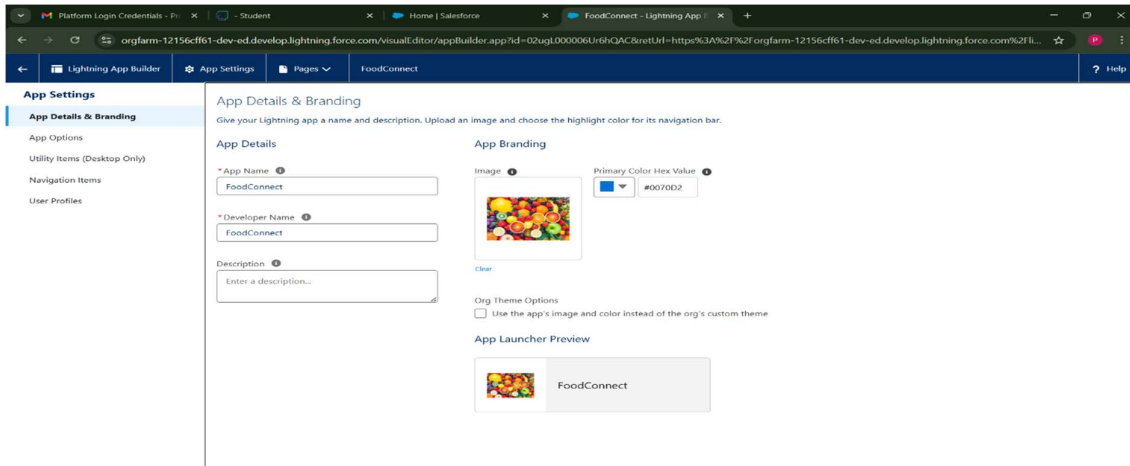 Platform Login Credentials - Pr
- Student
Home | Salesforce
FoodConnect - Lightning App
orgfarm-12156cff61-dev-ed.develop.lightning.force.com/visualEditor/appBuilder.app?id=02ugL000006Ur6hQAC&retUrl=https%3A%2F%2Forgfarm-12156cff61-dev-ed.develop.lightning.force.com%2Fli...
P
Lightning App Builder
App Settings
Pages
FoodConnect
? Help
App Settings
App Details & Branding
App Options
Utility Items (Desktop Only)
Navigation Items
User Profiles
App Details & Branding
Give your Lightning app a name and description. Upload an image and choose the highlight color for its navigation bar.
App Details
*App Name
FoodConnect
*Developer Name
FoodConnect
Description
Enter a description...
App Branding
Image
Clear
Primary Color Hex Value
#0070D2
Org Theme Options
Use the app's image and color instead of the org's custom theme
App Launcher Preview
FoodConnect